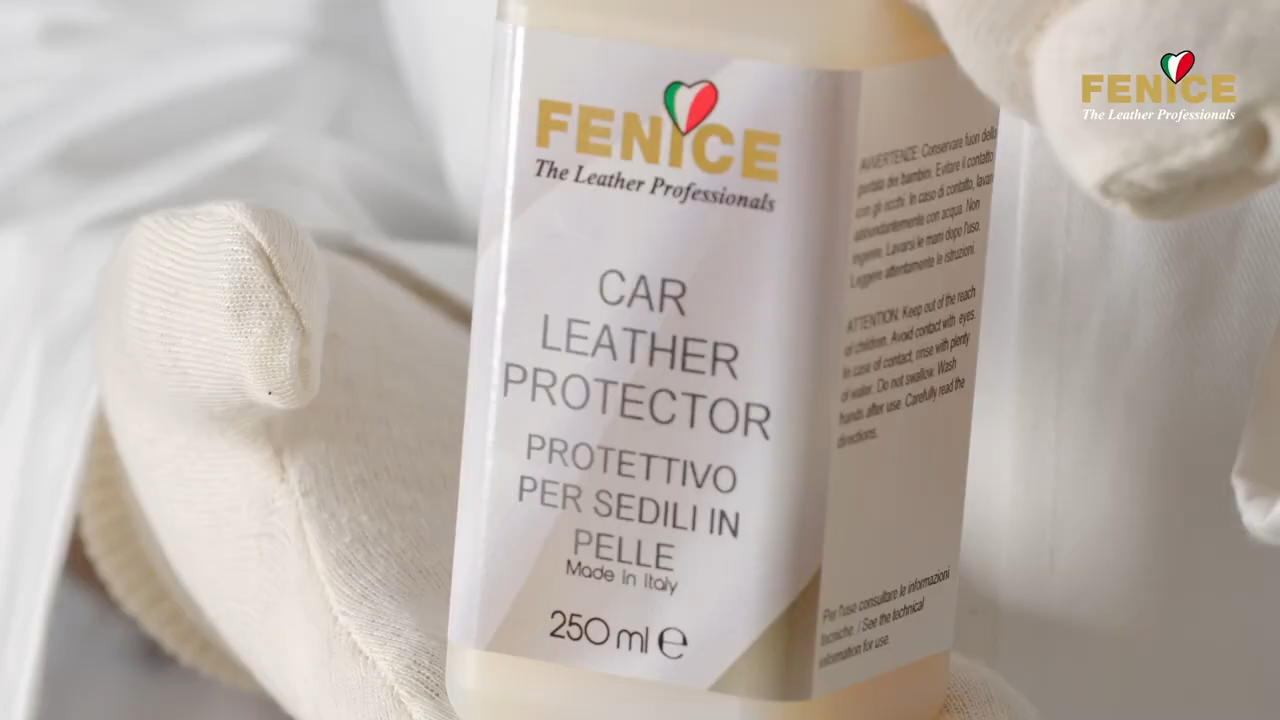 FENICE
The Leather Professionals
CAR
LEATHER
PROTECTOR
PROTETTIVO
PER SEDILI IN
PELLE
Made in Italy
250 ml ℮
AVVERTENZE: Conservare fuori della
portata dei bambini. Evitare il contatto
con gli occhi. In caso di contatto, lavare
abbondantemente con acqua. Non
ingerire. Lavarsi le mani dopo l'uso.
Leggere attentamente le istruzioni.
ATTENTION: Keep out of the reach
of children. Avoid contact with eyes.
In case of contact, rinse with plenty
of water. Do not swallow. Wash
hands after use. Carefully read the
directions.
Per l'uso consultare le informazioni
tecniche. / See the technical
information for use.
FENICE
The Leather Professionals